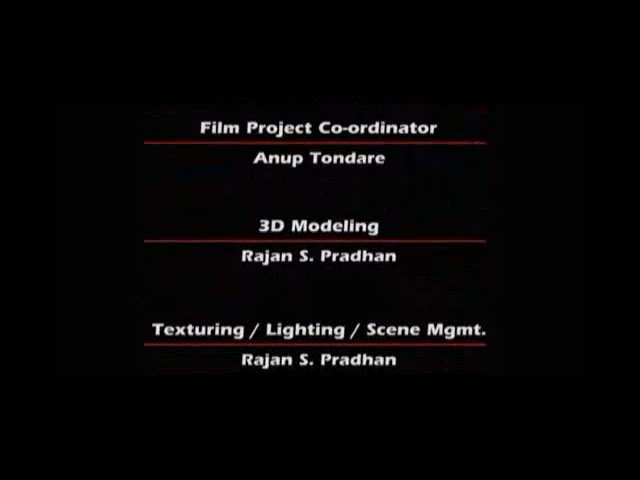 Film Project Co-ordinator
Anup Tondare
3D Modeling
Rajan S. Pradhan
Texturing / Lighting / Scene Mgmt.
Rajan S. Pradhan